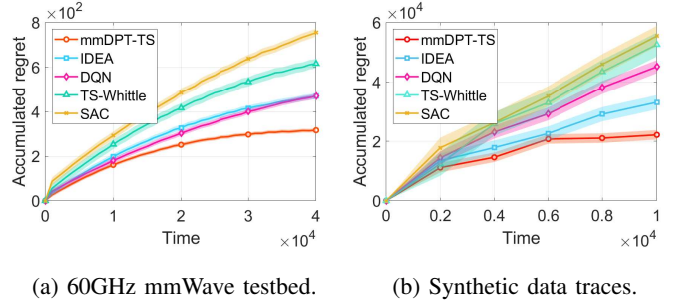 8 × 10²
6
4
2
0
Accumulated regret
mmDPT-TS
IDEA
DQN
TS-Whittle
SAC
0 1 2 3 4
Time × 10⁴
(a) 60GHz mmWave testbed.
6 × 10⁴
4
2
0
Accumulated regret
mmDPT-TS
IDEA
DQN
TS-Whittle
SAC
0 0.2 0.4 0.6 0.8 1
Time × 10⁴
(b) Synthetic data traces.